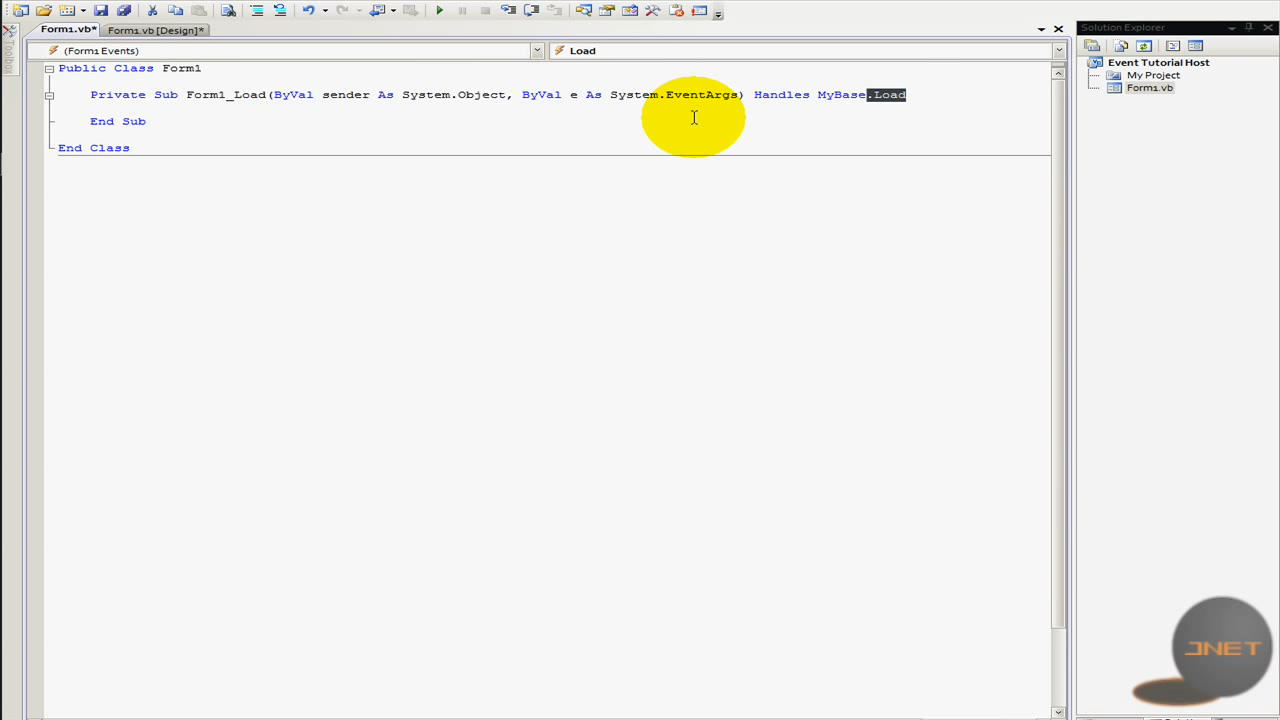 Form1.vb* Form1.vb [Design]*
Solution Explorer
(Form1 Events) Load
Event Tutorial Host
My Project
Form1.vb
Public Class Form1
Private Sub Form1_Load(ByVal sender As System.Object, ByVal e As System.EventArgs) Handles MyBase.Load
End Sub
End Class
JNET